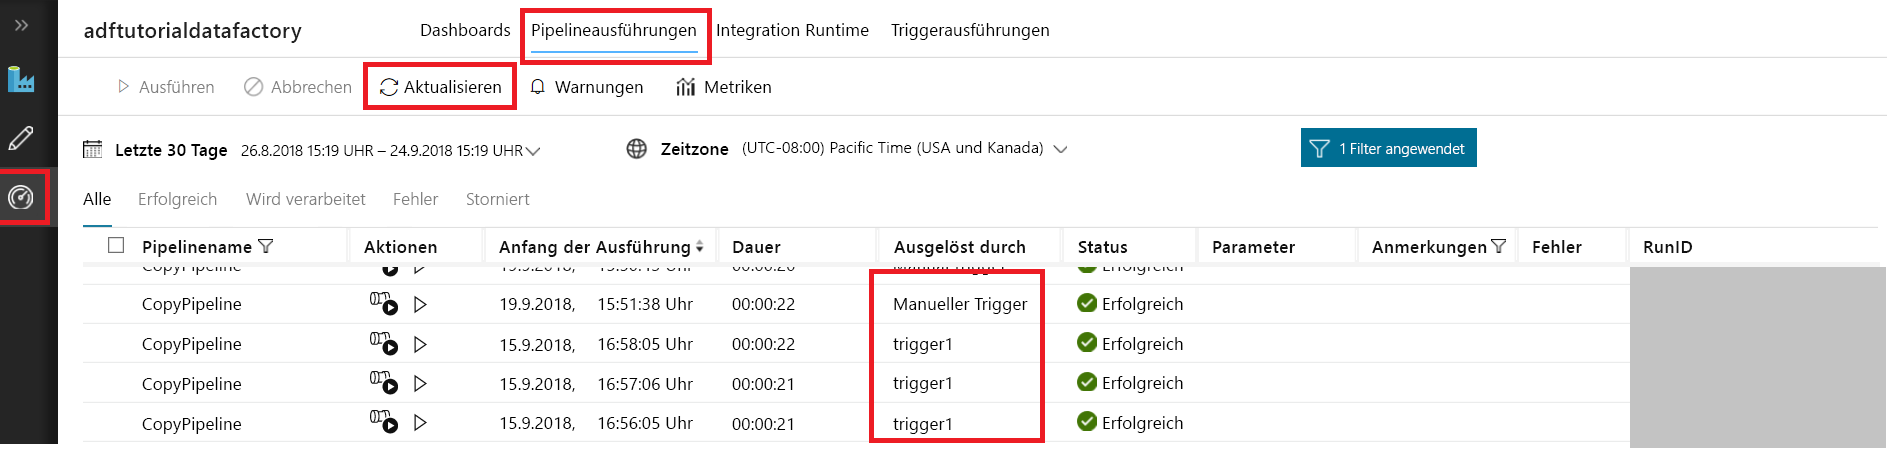 adftutorialdatafactory Dashboards Pipelineausführungen Integration Runtime Triggerausführungen
Ausführen Abbrechen Aktualisieren Warnungen Metriken
Letzte 30 Tage 26.8.2018 15:19 UHR – 24.9.2018 15:19 UHR Zeitzone (UTC-08:00) Pacific Time (USA und Kanada) 1 Filter angewendet
Alle Erfolgreich Wird verarbeitet Fehler Storniert
Pipelinename Aktionen Anfang der Ausführung Dauer Ausgelöst durch Status Parameter Anmerkungen Fehler RunID
CopyPipeline 00:00:20 Erfolgreich
CopyPipeline 19.9.2018, 15:51:38 Uhr 00:00:22 Manueller Trigger Erfolgreich
CopyPipeline 15.9.2018, 16:58:05 Uhr 00:00:22 trigger1 Erfolgreich
CopyPipeline 15.9.2018, 16:57:06 Uhr 00:00:21 trigger1 Erfolgreich
CopyPipeline 15.9.2018, 16:56:05 Uhr 00:00:21 trigger1 Erfolgreich